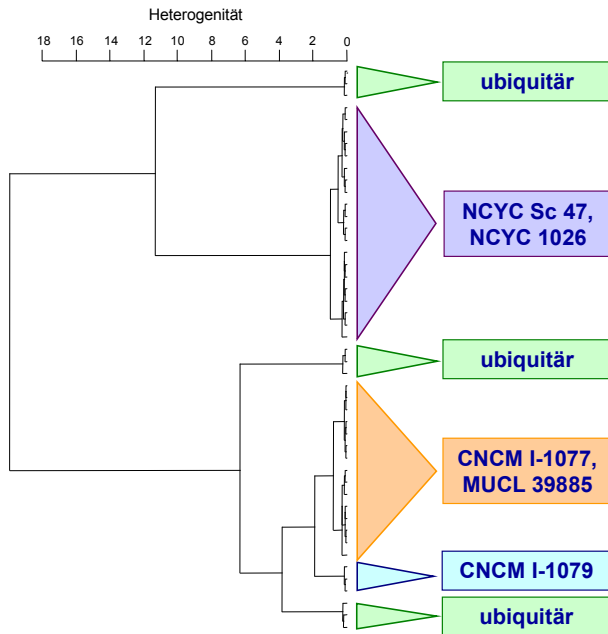 Heterogenität
18 16 14 12 10 8 6 4 2 0
ubiquitär
NCYC Sc 47,
NCYC 1026
ubiquitär
CNCM I-1077,
MUCL 39885
CNCM I-1079
ubiquitär